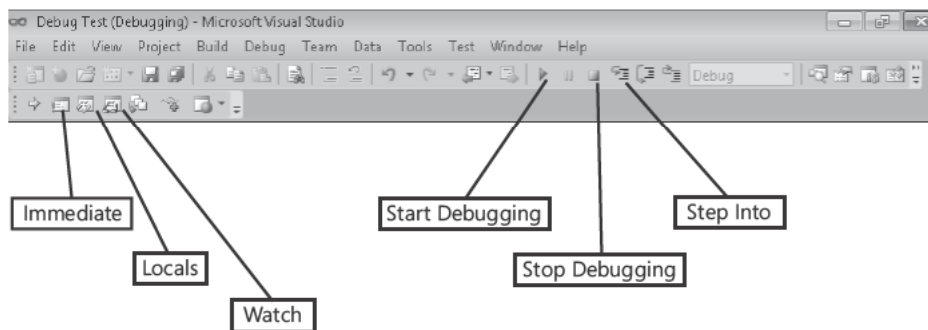 Debug Test (Debugging) - Microsoft Visual Studio
File Edit View Project Build Debug Team Data Tools Test Window Help
Debug
Immediate
Start Debugging
Step Into
Locals
Stop Debugging
Watch